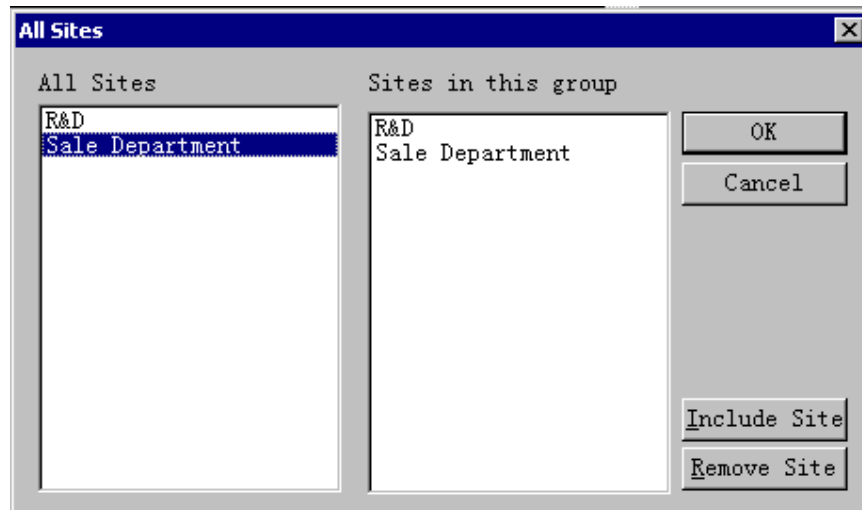 All Sites
All Sites
Sites in this group
R&D
Sale Department
R&D
Sale Department
OK
Cancel
Include Site
Remove Site